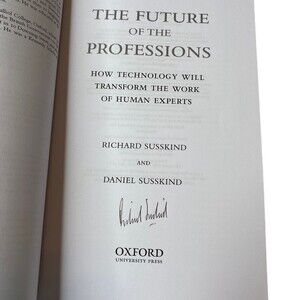 THE FUTURE
OF THE
PROFESSIONS
HOW TECHNOLOGY WILL
TRANSFORM THE WORK
OF HUMAN EXPERTS
RICHARD SUSSKIND
AND
DANIEL SUSSKIND
OXFORD
UNIVERSITY PRESS